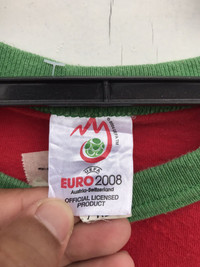 UEFA
EURO2008
Austria-Switzerland
OFFICIAL LICENSED
PRODUCT